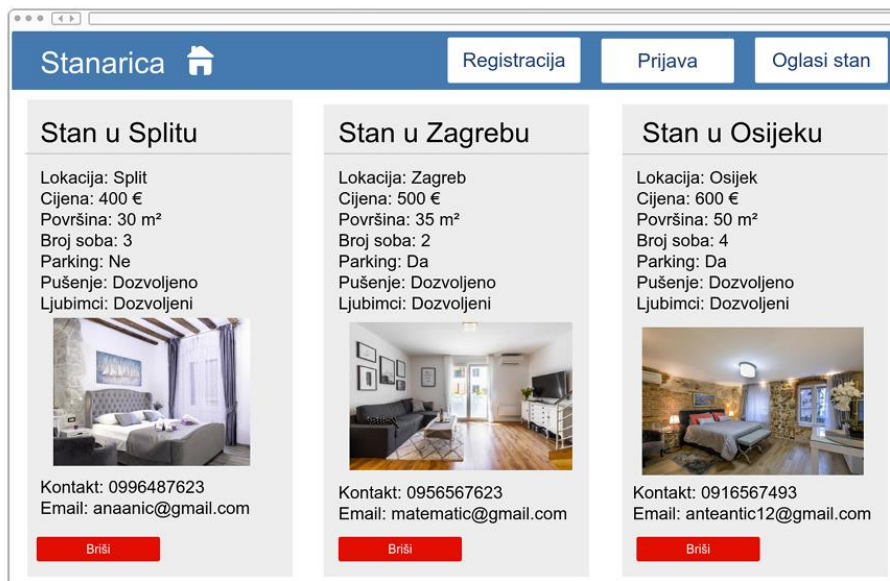 Stanarica
Registracija
Prijava
Oglasi stan
Stan u Splitu
Lokacija: Split
Cijena: 400 €
Površina: 30 m²
Broj soba: 3
Parking: Ne
Pušenje: Dozvoljeno
Ljubimci: Dozvoljeni
Kontakt: 0996487623
Email: anaanic@gmail.com
Briši
Stan u Zagrebu
Lokacija: Zagreb
Cijena: 500 €
Površina: 35 m²
Broj soba: 2
Parking: Da
Pušenje: Dozvoljeno
Ljubimci: Dozvoljeni
Kontakt: 0956567623
Email: matematic@gmail.com
Briši
Stan u Osijeku
Lokacija: Osijek
Cijena: 600 €
Površina: 50 m²
Broj soba: 4
Parking: Da
Pušenje: Dozvoljeno
Ljubimci: Dozvoljeni
Kontakt: 0916567493
Email: anteantic12@gmail.com
Briši